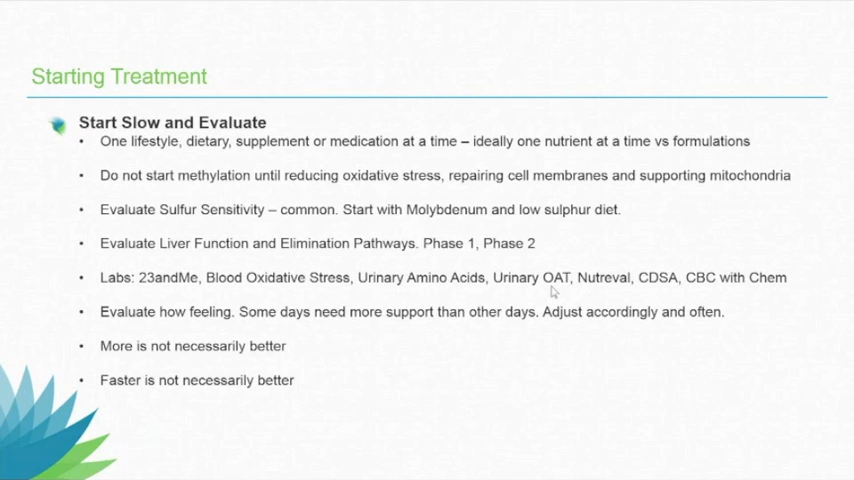 Starting Treatment
Start Slow and Evaluate
• One lifestyle, dietary, supplement or medication at a time – ideally one nutrient at a time vs formulations
• Do not start methylation until reducing oxidative stress, repairing cell membranes and supporting mitochondria
• Evaluate Sulfur Sensitivity – common. Start with Molybdenum and low sulphur diet.
• Evaluate Liver Function and Elimination Pathways. Phase 1, Phase 2
• Labs: 23andMe, Blood Oxidative Stress, Urinary Amino Acids, Urinary OAT, Nutreval, CDSA, CBC with Chem
• Evaluate how feeling. Some days need more support than other days. Adjust accordingly and often.
• More is not necessarily better
• Faster is not necessarily better